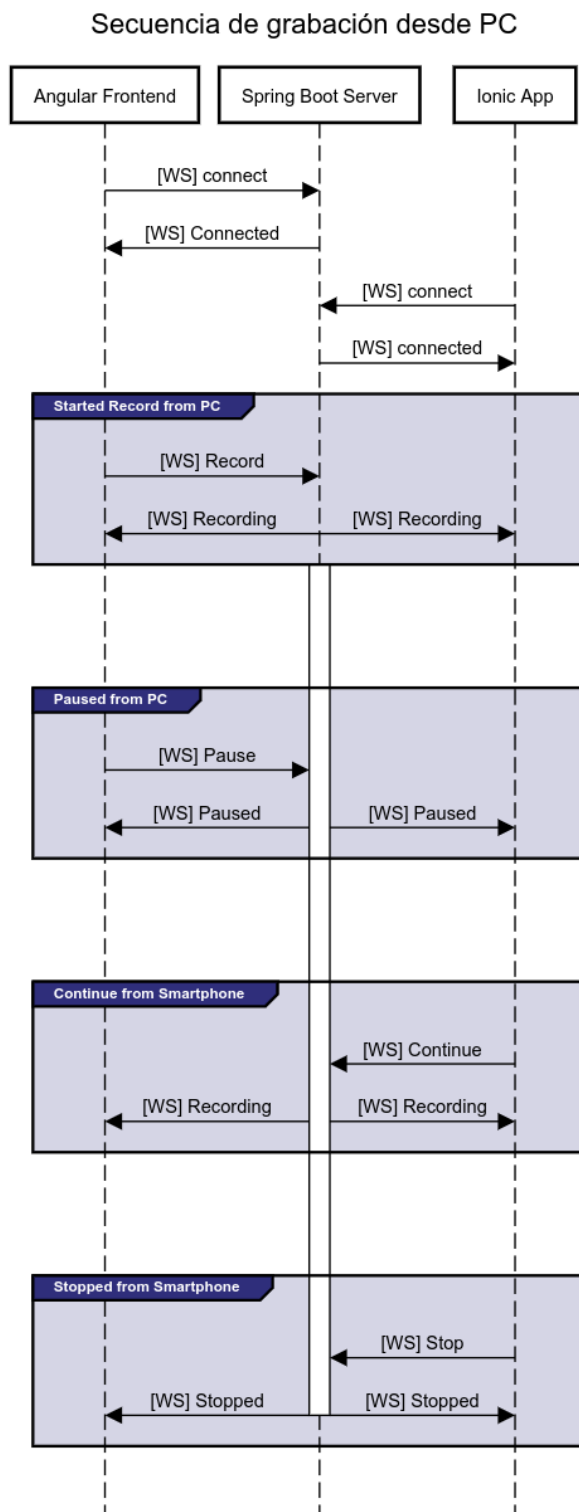 Secuencia de grabación desde PC
Angular Frontend
Spring Boot Server
Ionic App
[WS] connect
[WS] Connected
[WS] connect
[WS] connected
Started Record from PC
[WS] Record
[WS] Recording
[WS] Recording
Paused from PC
[WS] Pause
[WS] Paused
[WS] Paused
Continue from Smartphone
[WS] Continue
[WS] Recording
[WS] Recording
Stopped from Smartphone
[WS] Stop
[WS] Stopped
[WS] Stopped